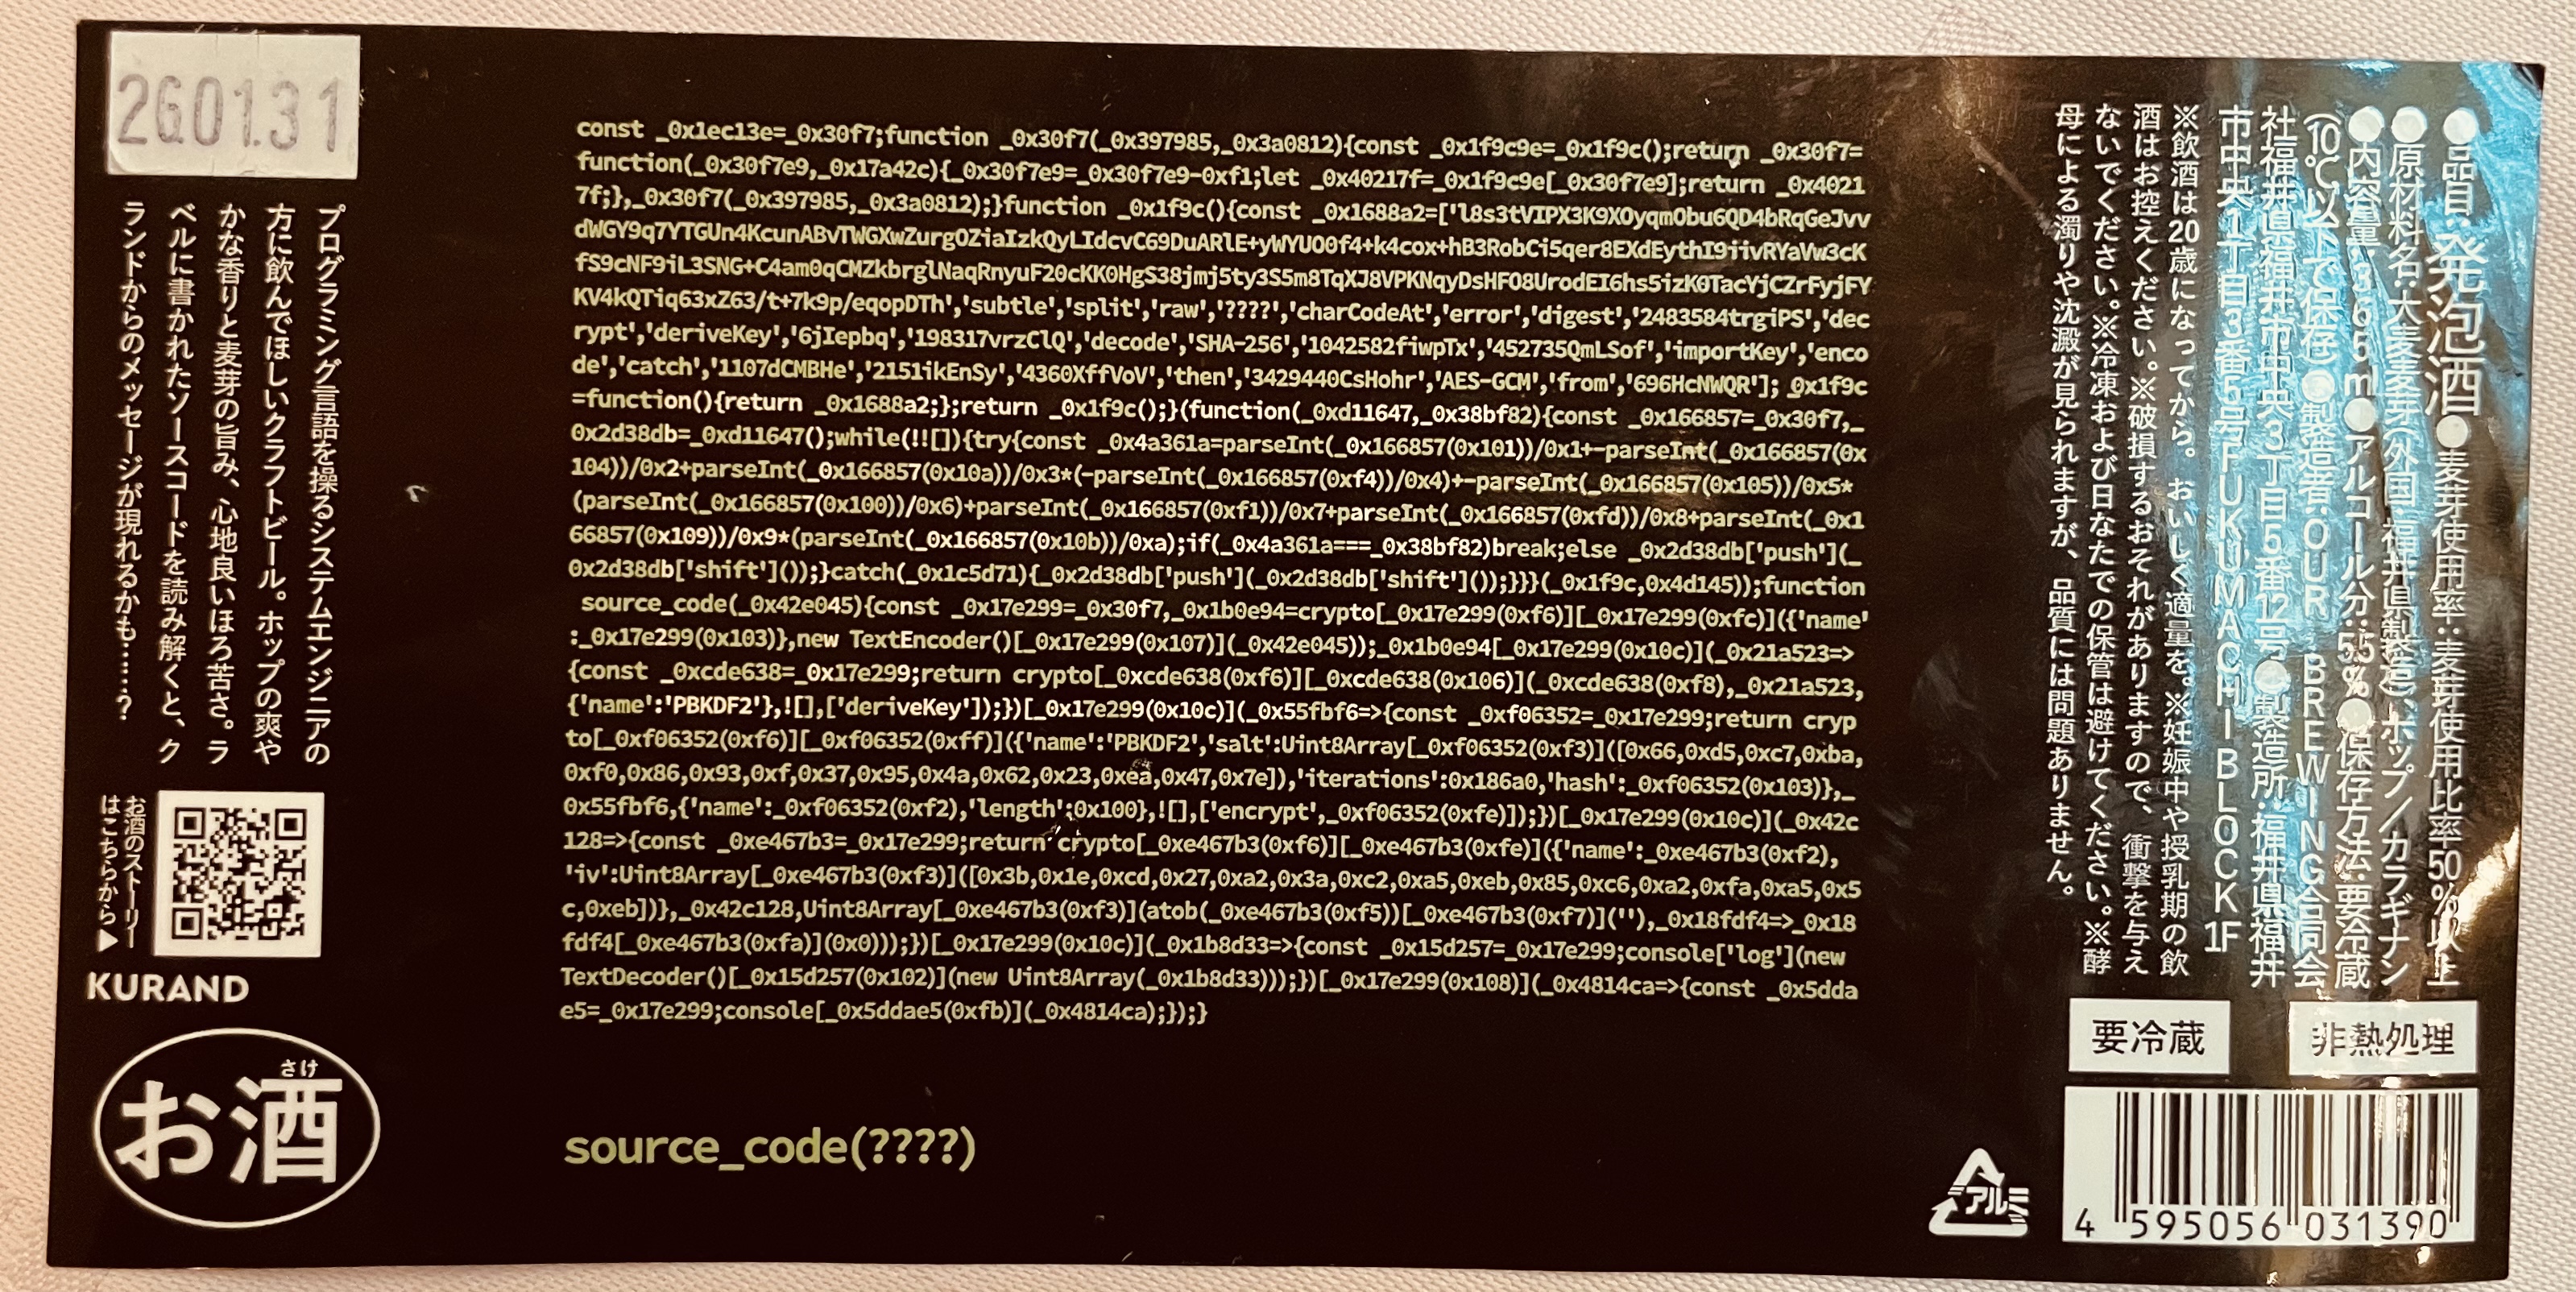 26.01.31
プログラミング言語を操るシステムエンジニアの
方に飲んでほしいクラフトビール。ホップの爽や
かな香りと麦芽の旨み、心地良いほろ苦さ。ラ
ベルに書かれたソースコードを読み解くと、ク
ランドからのメッセージが現れるかも……?
お酒のストーリー
はこちらから▶
KURAND
さけ
お酒
const _0x1ec13e=_0x30f7;function _0x30f7(_0x397985,_0x3a0812){const _0x1f9c9e=_0x1f9c();return _0x30f7=
function(_0x30f7e9,_0x17a42c){_0x30f7e9=_0x30f7e9-0xf1;let _0x40217f=_0x1f9c9e[_0x30f7e9];return _0x4021
7f;},_0x30f7(_0x397985,_0x3a0812);}function _0x1f9c(){const _0x1688a2=['l8s3tVIPX3K9XOyqmObu6QD4bRqGeJvv
dWGY9q7YTGUn4KcunABvTWGXwZurgOZiaIzkQyLIdcvC69DuARlE+yWYUO0f4+k4cox+hB3RobCi5qer8EXdEythI9iivRYaVw3cK
fS9cNF9iL3SNG+C4am0qCMZkbrglNaqRnyuF20cKK0HgS38jmj5ty3S5m8TqXJ8VPKNqyDsHFO8UrodEI6hs5izK0TacYjCZrFyjFY
KV4kQTiq63xZ63/t+7k9p/eqopDTh','subtle','split','raw','????','charCodeAt','error','digest','2483584trgiPS','dec
rypt','deriveKey','6jIepbq','198317vrzClQ','decode','SHA-256','1042582fiwpTx','452735QmLSof','importKey','enco
de','catch','1107dCMBHe','2151ikEnSy','4360XffVoV','then','3429440CsHohr','AES-GCM','from','696HcNWQR'];_0x1f9c
=function(){return _0x1688a2;};return _0x1f9c();}(function(_0xd11647,_0x38bf82){const _0x166857=_0x30f7,_
0x2d38db=_0xd11647();while(!![]){try{const _0x4a361a=parseInt(_0x166857(0x101))/0x1+-parseInt(_0x166857(0x
104))/0x2+parseInt(_0x166857(0x10a))/0x3*(-parseInt(_0x166857(0xf4))/0x4)+-parseInt(_0x166857(0x105))/0x5*
(parseInt(_0x166857(0x100))/0x6)+parseInt(_0x166857(0xf1))/0x7+parseInt(_0x166857(0xfd))/0x8+parseInt(_0x1
66857(0x109))/0x9*(parseInt(_0x166857(0x10b))/0xa);if(_0x4a361a===_0x38bf82)break;else _0x2d38db['push'](_
0x2d38db['shift']());}catch(_0x1c5d71){_0x2d38db['push'](_0x2d38db['shift']());}}}(_0x1f9c,0x4d145));function
source_code(_0x42e045){const _0x17e299=_0x30f7,_0x1b0e94=crypto[_0x17e299(0xf6)][_0x17e299(0xfc)]({'name'
:_0x17e299(0x103)},new TextEncoder()[_0x17e299(0x107)](_0x42e045));_0x1b0e94[_0x17e299(0x10c)](_0x21a523=>
{const _0xcde638=_0x17e299;return crypto[_0xcde638(0xf6)][_0xcde638(0x106)](_0xcde638(0xf8),_0x21a523,
{'name':'PBKDF2'},![],['deriveKey']);})[_0x17e299(0x10c)](_0x55fbf6=>{const _0xf06352=_0x17e299;return cryp
to[_0xf06352(0xf6)][_0xf06352(0xff)]({'name':'PBKDF2','salt':Uint8Array[_0xf06352(0xf3)]([0x66,0xd5,0xc7,0xba,
0xf0,0x86,0x93,0xf,0x37,0x95,0x4a,0x62,0x23,0xea,0x47,0x7e]),'iterations':0x186a0,'hash':_0xf06352(0x103)},_
0x55fbf6,{'name':_0xf06352(0xf2),'length':0x100},![],['encrypt',_0xf06352(0xfe)]);})[_0x17e299(0x10c)](_0x42c
128=>{const _0xe467b3=_0x17e299;return crypto[_0xe467b3(0xf6)][_0xe467b3(0xfe)]({'name':_0xe467b3(0xf2),
'iv':Uint8Array[_0xe467b3(0xf3)]([0x3b,0x1e,0xcd,0x27,0xa2,0x3a,0xc2,0xa5,0xeb,0x85,0xc6,0xa2,0xfa,0xa5,0x5
c,0xeb])},_0x42c128,Uint8Array[_0xe467b3(0xf3)](atob(_0xe467b3(0xf5))[_0xe467b3(0xf7)](''),_0x18fdf4=>_0x18
fdf4[_0xe467b3(0xfa)](0x0)));})[_0x17e299(0x10c)](_0x1b8d33=>{const _0x15d257=_0x17e299;console['log'](new
TextDecoder()[_0x15d257(0x102)](new Uint8Array(_0x1b8d33)));})[_0x17e299(0x108)](_0x4814ca=>{const _0x5dda
e5=_0x17e299;console[_0x5ddae5(0xfb)](_0x4814ca);});}
source_code(????)
●品目:発泡酒●麦芽使用率:麦芽使用比率50%以上
●原材料名:大麦麦芽(外国・福井県製造)、ホップ/カラギナン
●内容量:365ml●アルコール分:5.5%●保存方法:要冷蔵
(10℃以下で保存)●製造者:OUR BREWING合同会
社福井県福井市中央3丁目5番12号●製造所:福井県福井
市中央1丁目3番5号FUKUMACHI BLOCK 1F
※飲酒は20歳になってから。おいしく適量を。※妊娠中や授乳期の飲
酒はお控えください。※破損するおそれがありますので、衝撃を与え
ないでください。※冷凍および日なたでの保管は避けてください。※酵
母による濁りや沈澱が見られますが、品質には問題ありません。
要冷蔵
非熱処理
アルミ
4 595056 031390